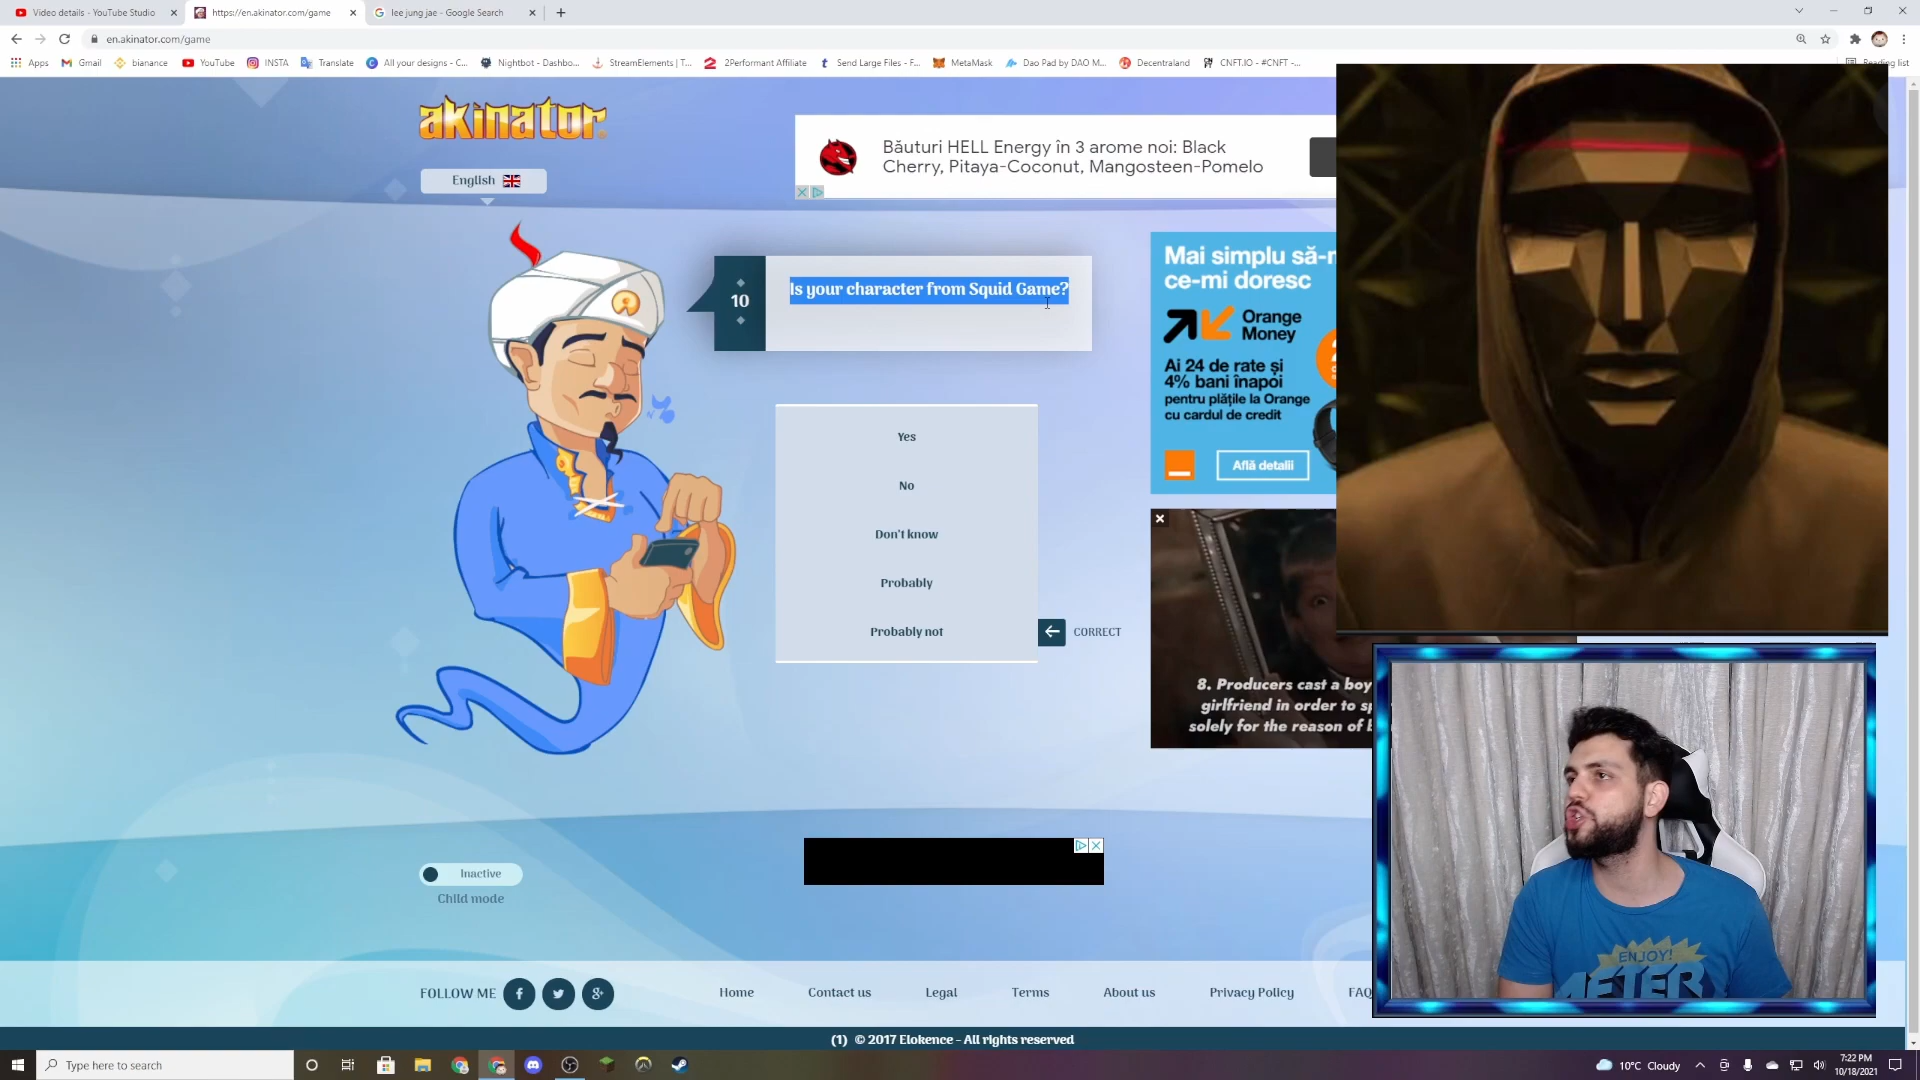 Video details - YouTube Studio
https://en.akinator.com/game
lee jung jae - Google Search
en.akinator.com/game
Apps
Gmail
bianance
YouTube
INSTA
Translate
All your designs - C...
Nightbot - Dashbo...
StreamElements | T...
2Performant Affiliate
Send Large Files - F...
MetaMask
Dao Pad by DAO M...
Decentraland
CNFT.IO - #CNFT -...
Reading list
akinator
English
Băuturi HELL Energy în 3 arome noi: Black
Cherry, Pitaya-Coconut, Mangosteen-Pomelo
10
Is your character from Squid Game?
Yes
No
Don't know
Probably
Probably not
CORRECT
Mai simplu să-
ce-mi doresc
Orange
Money
Ai 24 de rate și
4% bani înapoi
pentru plățile la Orange
cu cardul de credit
Află detalii
8. Producers cast a boy
girlfriend in order to
solely for the reason of
ENJOY!
AFTER
Inactive
Child mode
FOLLOW ME
Home
Contact us
Legal
Terms
About us
Privacy Policy
FAQ
(1) © 2017 Elokence - All rights reserved
Type here to search
10°C Cloudy
7:22 PM
10/18/2021